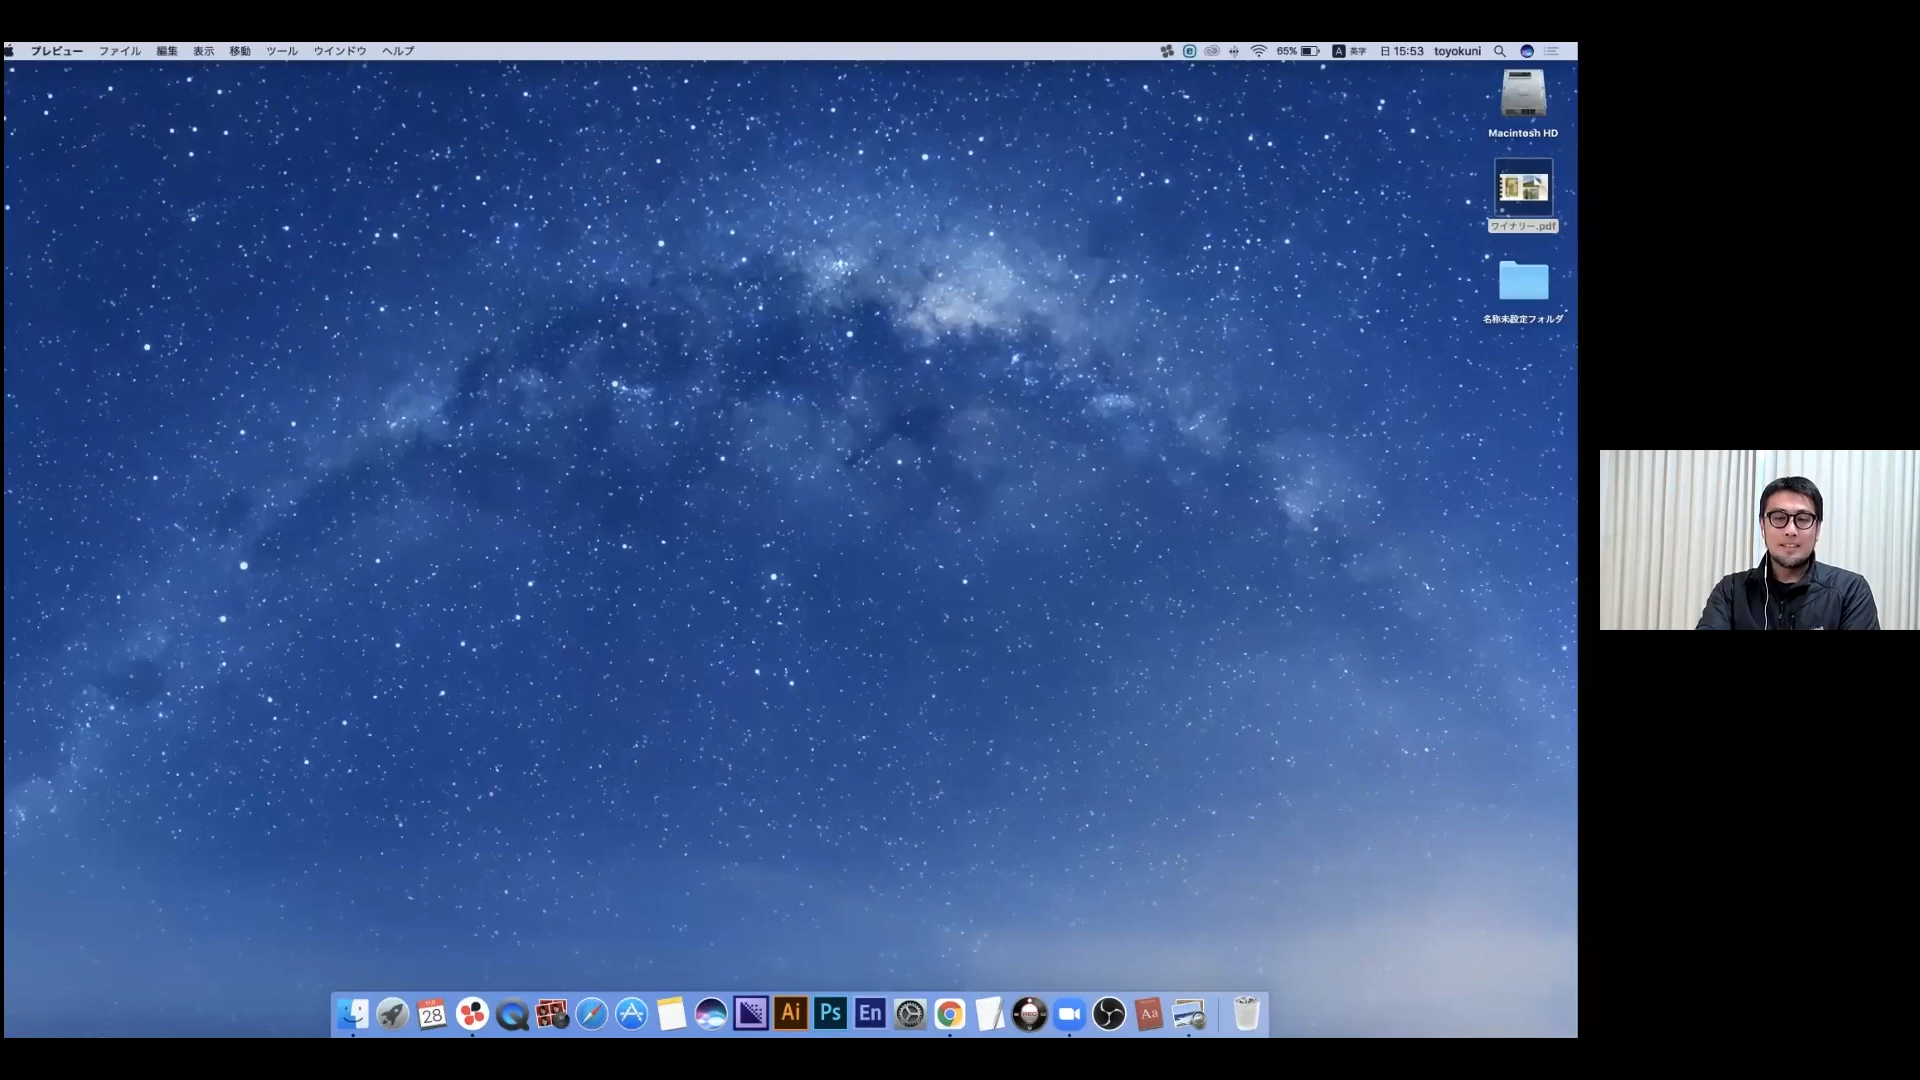 プレビュー ファイル 編集 表示 移動 ツール ウインドウ ヘルプ
65% A 英字 日 15:53 toyokuni
Macintosh HD
ワイナリー.pdf
名称未設定フォルダ
28
Ai Ps En
REC
Aa